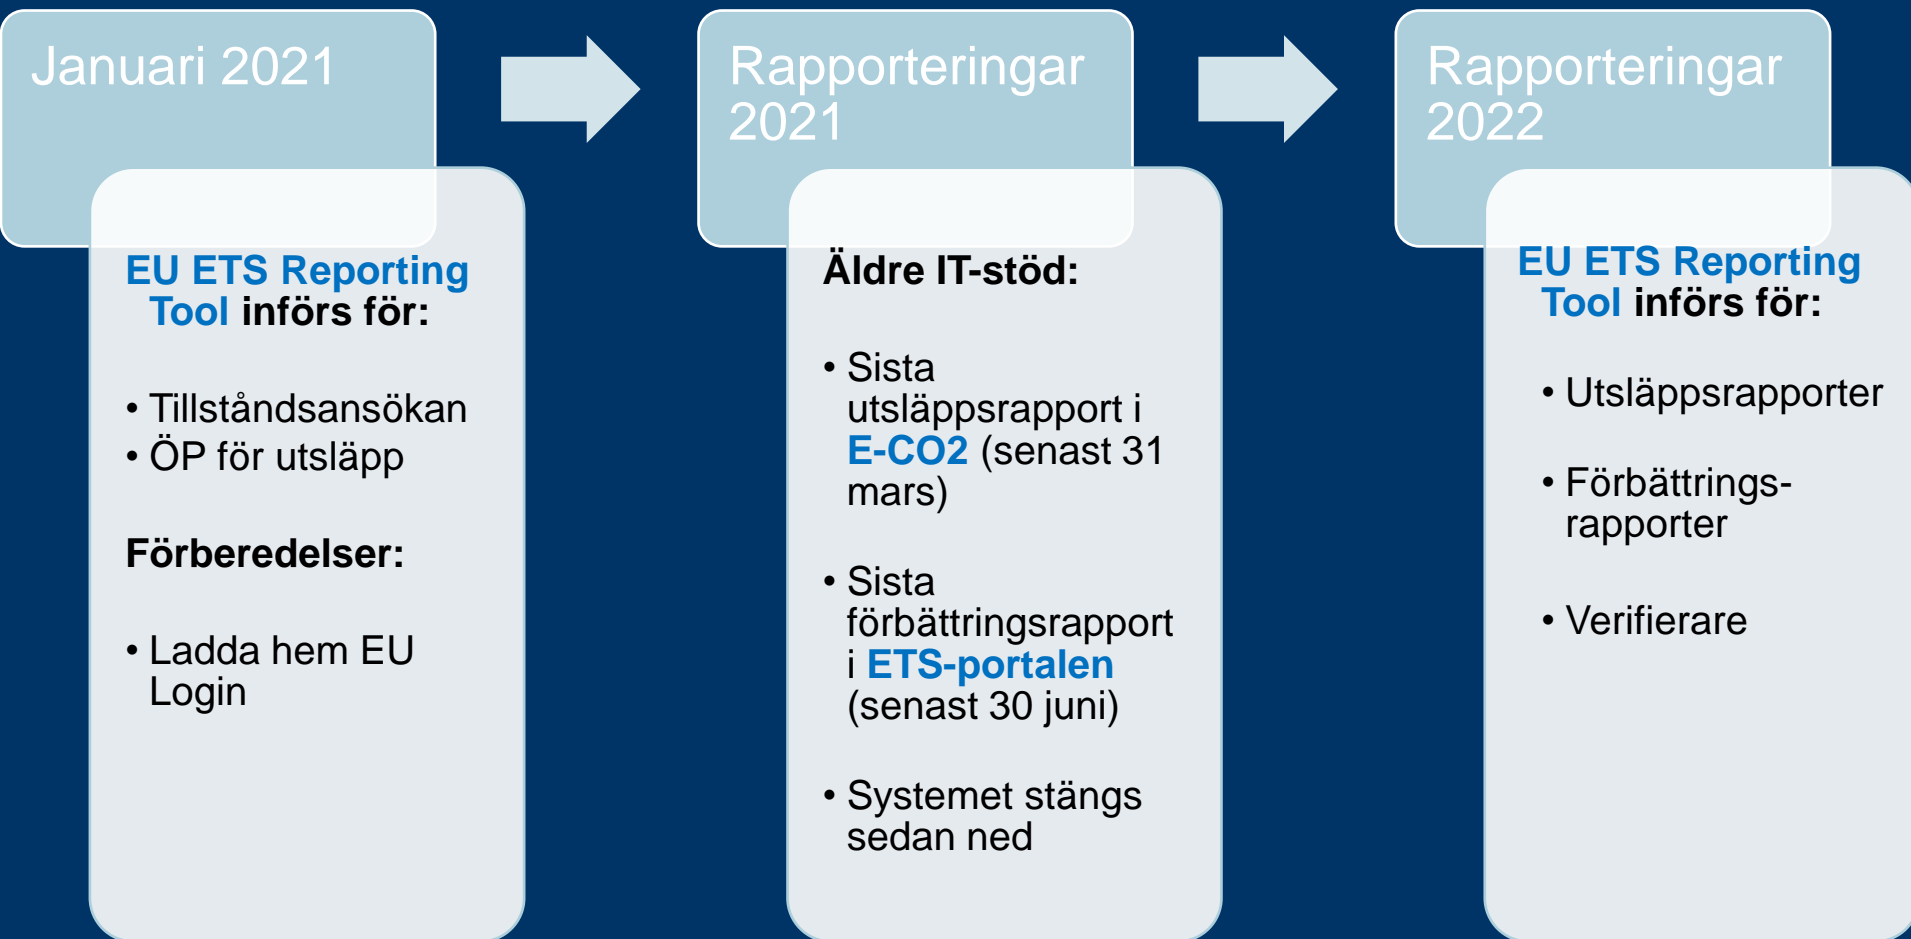 Januari 2021
EU ETS Reporting
Tool införs för:
• Tillståndsansökan
• ÖP för utsläpp
Förberedelser:
• Ladda hem EU
Login
Rapporteringar
2021
Äldre IT-stöd:
• Sista
utsläppsrapport i
E-CO2 (senast 31
mars)
• Sista
förbättringsrapport
i ETS-portalen
(senast 30 juni)
• Systemet stängs
sedan ned
Rapporteringar
2022
EU ETS Reporting
Tool införs för:
• Utsläppsrapporter
• Förbättrings-
rapporter
• Verifierare